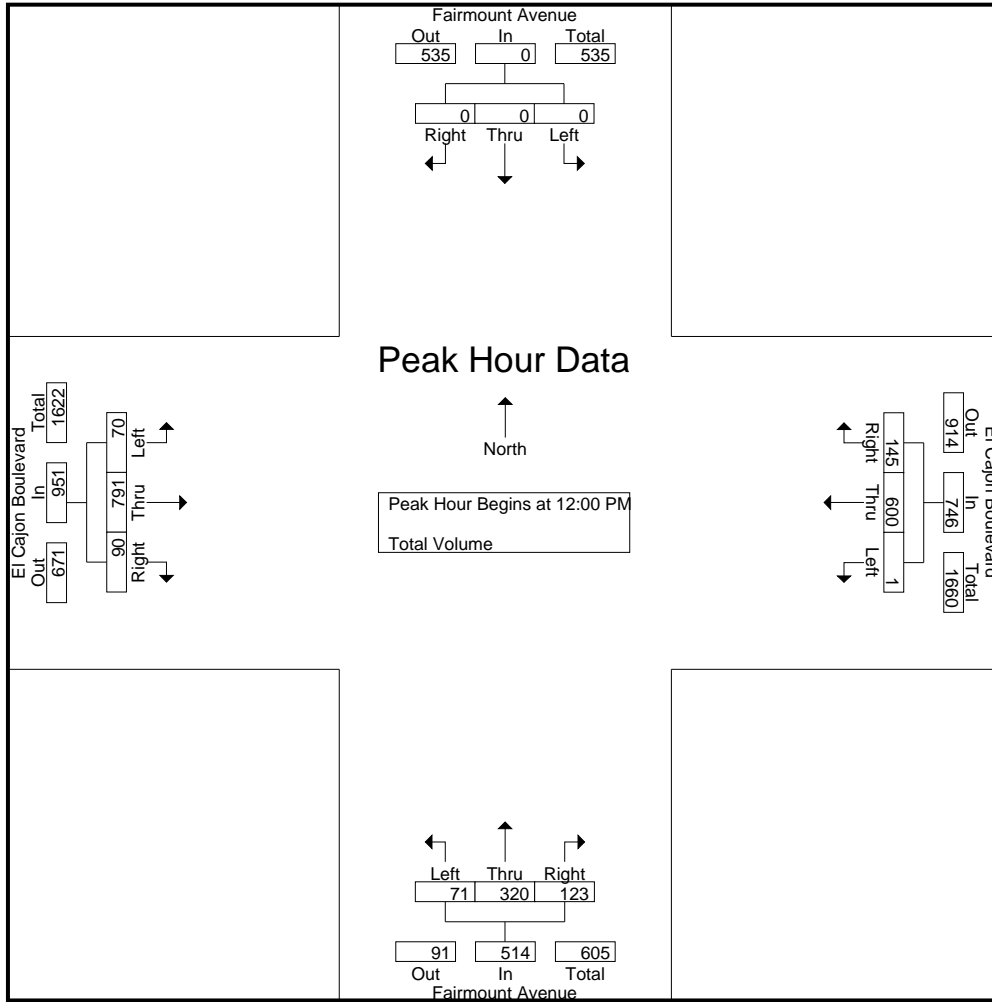 Fairmount Avenue
Out In Total
535 0 535
0 0 0
Right Thru Left
Peak Hour Data
North
Peak Hour Begins at 12:00 PM
Total Volume
El Cajon Boulevard
Out In Total
671 951 1622
90 791 70
Right Thru Left
El Cajon Boulevard
Out In Total
914 746 1660
145 600 1
Right Thru Left
Left Thru Right
71 320 123
91 514 605
Out In Total
Fairmount Avenue